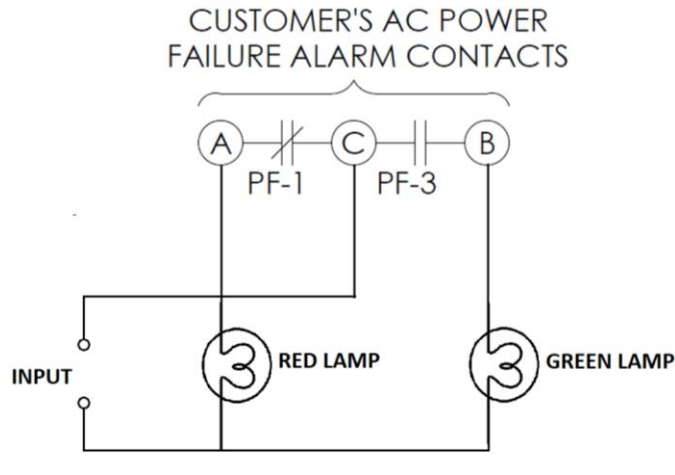 CUSTOMER'S AC POWER
FAILURE ALARM CONTACTS
A C B
PF-1 PF-3
RED LAMP
GREEN LAMP
INPUT